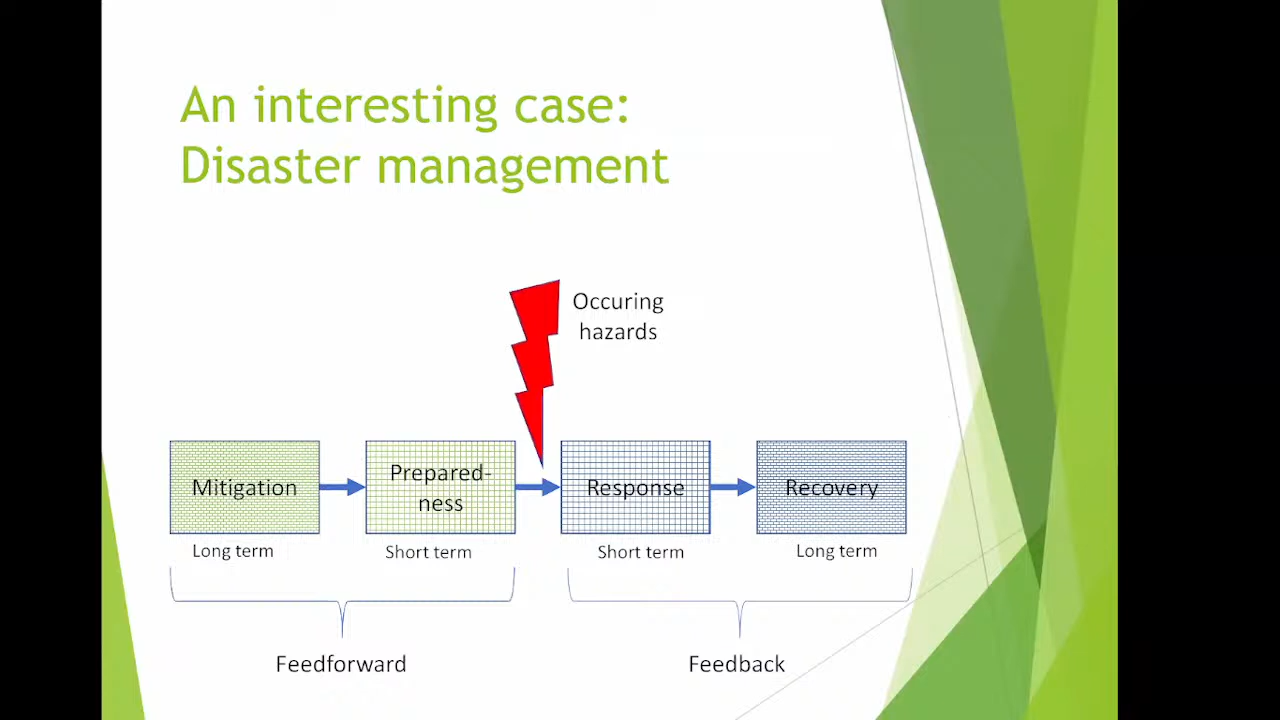 An interesting case:
Disaster management
Occuring
hazards
Mitigation
Prepared-
ness
Response
Recovery
Long term
Short term
Short term
Long term
Feedforward
Feedback